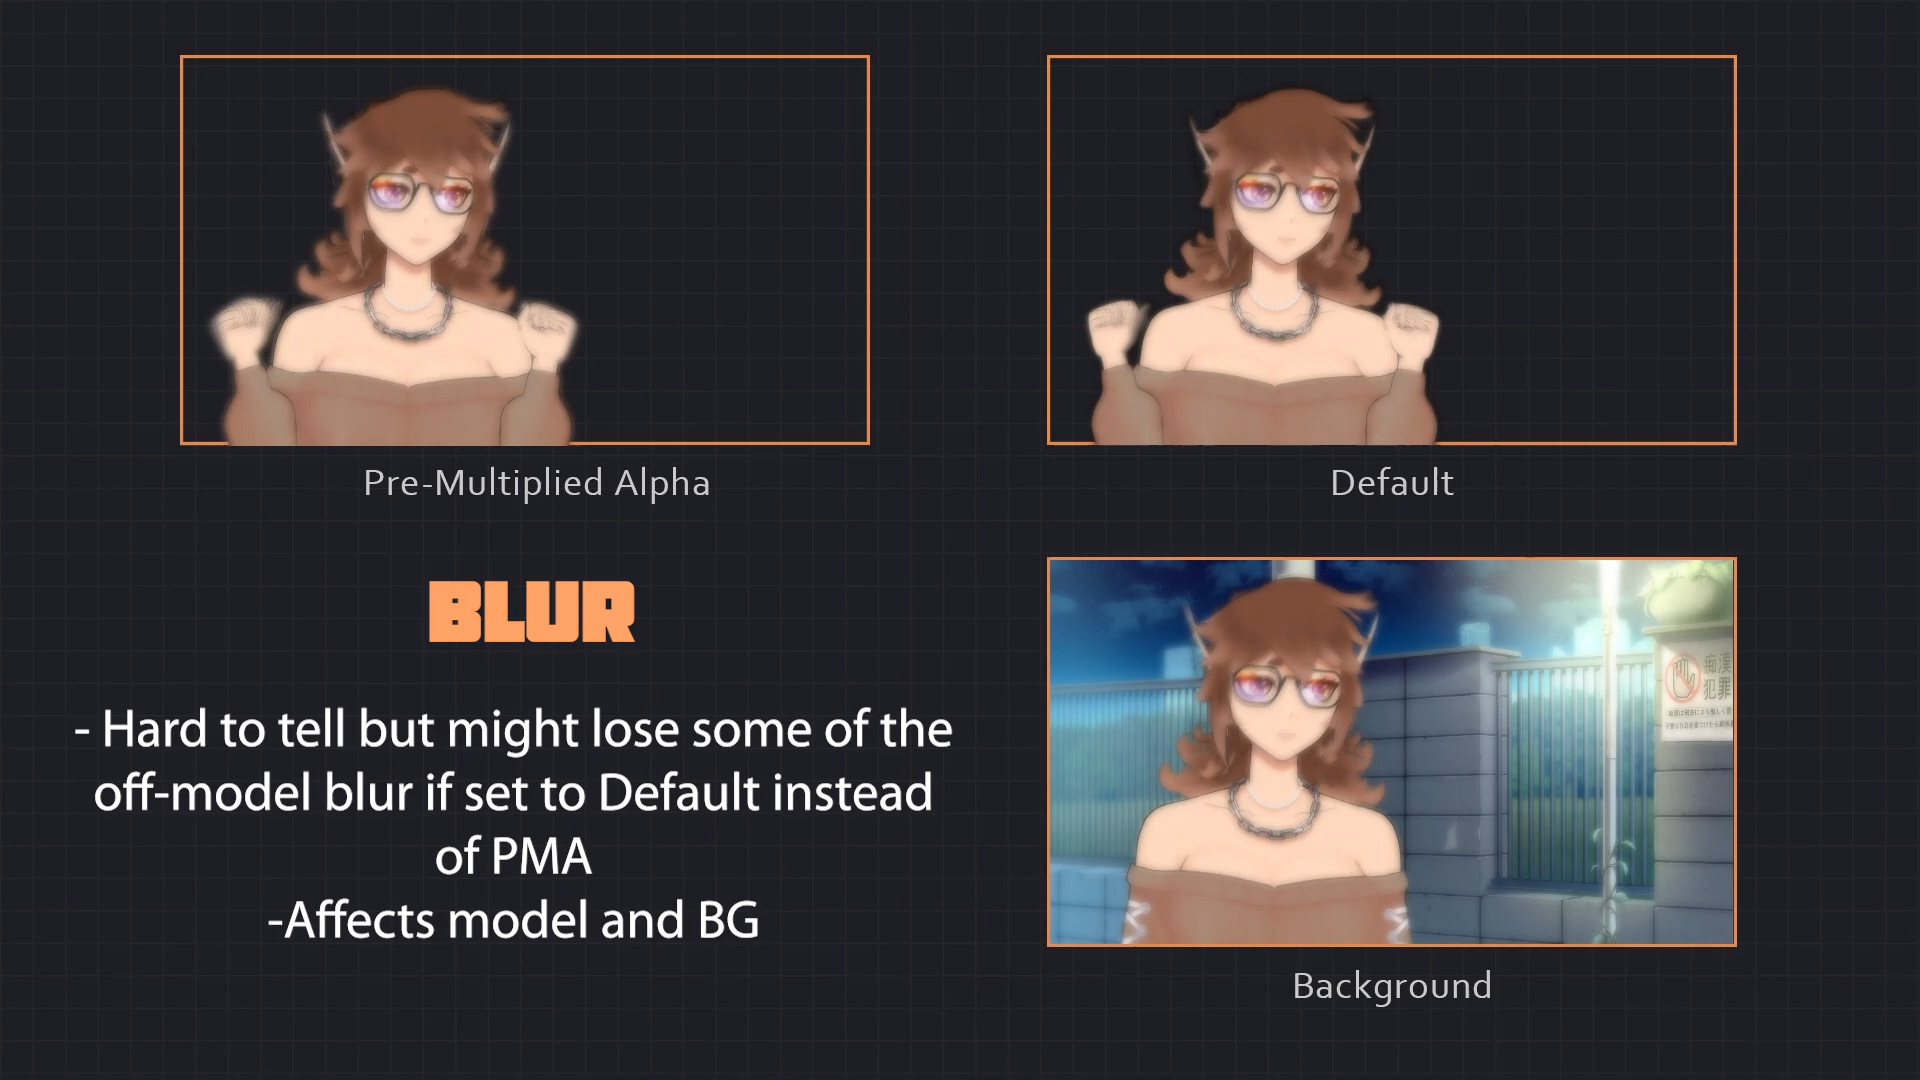 Pre-Multiplied Alpha
Default
BLUR
- Hard to tell but might lose some of the
off-model blur if set to Default instead
of PMA
-Affects model and BG
痴漢
犯罪
Background